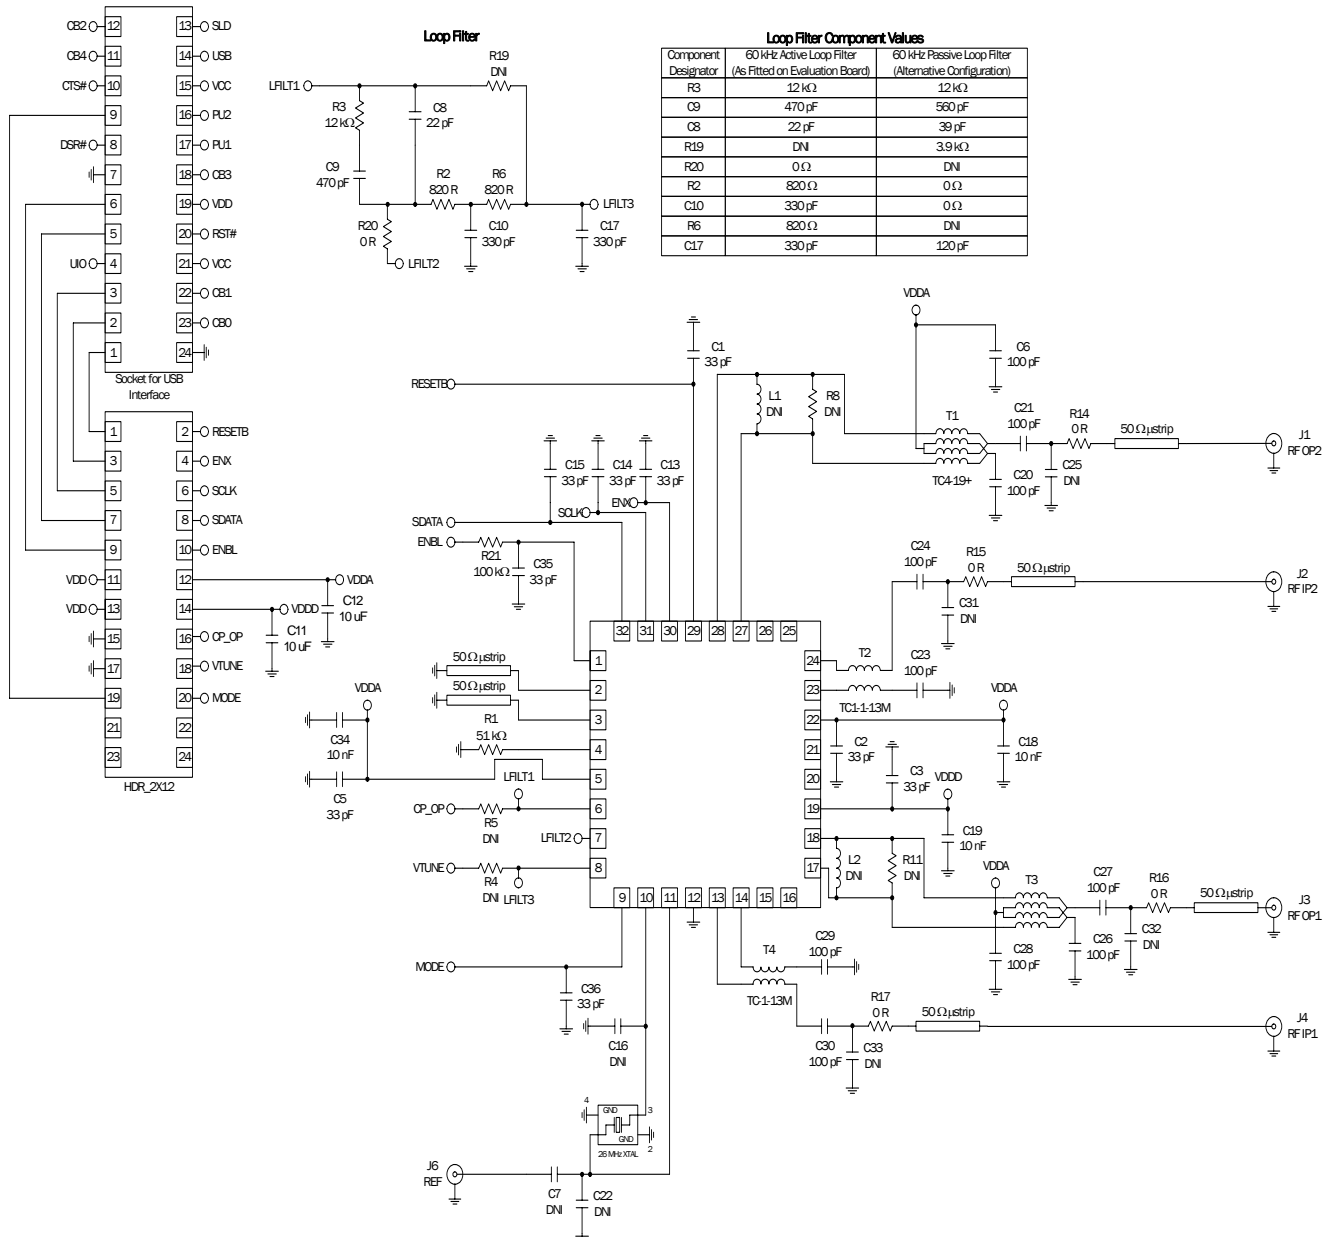 CB2 12 13 SLD
CB4 11 14 USB
CTS# 10 15 VCC
9 16 PU2
DSR# 8 17 PU1
7 18 CB3
6 19 VDD
5 20 RST#
UIO 4 21 VCC
3 22 CB1
2 23 CB0
1 24
Socket for USB
Interface
1 2 RESETB
3 4 ENX
5 6 SCLK
7 8 SDATA
9 10 ENBL
VDD 11 12 VDDA
VDD 13 14 VDDD
15 16 CP_OP
17 18 VTUNE
19 20 MODE
21 22
23 24
HDR_2X12
C12
10 uF
C11
10 uF
Loop Filter
LFILT1
R19
DNI
R3
12 kΩ
C8
22 pF
C9
470 pF
R2
820 R
R6
820 R
LFILT3
R20
0 R
C10
330 pF
C17
330 pF
LFILT2
Loop Filter Component Values
Component Designator 60 kHz Active Loop Filter (As Fitted on Evaluation Board) 60 kHz Passive Loop Filter (Alternative Configuration)
R3 12 kΩ 12 kΩ
C9 470 pF 560 pF
C8 22 pF 39 pF
R19 DNI 3.9 kΩ
R20 0 Ω DNI
R2 820 Ω 0 Ω
C10 330 pF 0 Ω
R6 820 Ω DNI
C17 330 pF 120 pF
VDDA
C6
100 pF
C1
33 pF
RESETB
L1
DNI
R8
DNI
T1
TC4-19+
C21
100 pF
R14
0 R
50 Ω μstrip
J1
RF OP2
C20
100 pF
C25
DNI
C15
33 pF
C14
33 pF
C13
33 pF
ENX
SCLK
SDATA
ENBL
R21
100 kΩ
C35
33 pF
C24
100 pF
R15
0 R
50 Ω μstrip
J2
RF IP2
C31
DNI
32 31 30 29 28 27 26 25
1 24
2 23
3 22
4 21
5 20
6 19
7 18
8 17
9 10 11 12 13 14 15 16
50 Ω μstrip
50 Ω μstrip
T2
TC1-1-13M
C23
100 pF
VDDA
C34
10 nF
C5
33 pF
R1
51 kΩ
LFILT1
CP_OP
R5
DNI
LFILT2
VTUNE
R4
DNI
LFILT3
VDDA
C2
33 pF
C18
10 nF
C3
33 pF
VDDD
C19
10 nF
L2
DNI
R11
DNI
VDDA
T3
C27
100 pF
R16
0 R
50 Ω μstrip
J3
RF OP1
C28
100 pF
C26
100 pF
C32
DNI
MODE
C36
33 pF
C16
DNI
T4
TC-1-13M
C29
100 pF
R17
0 R
50 Ω μstrip
J4
RF IP1
C30
100 pF
C33
DNI
4
GND
3
GND
2
26 MHz XTAL
J6
REF
C7
DNI
C22
DNI